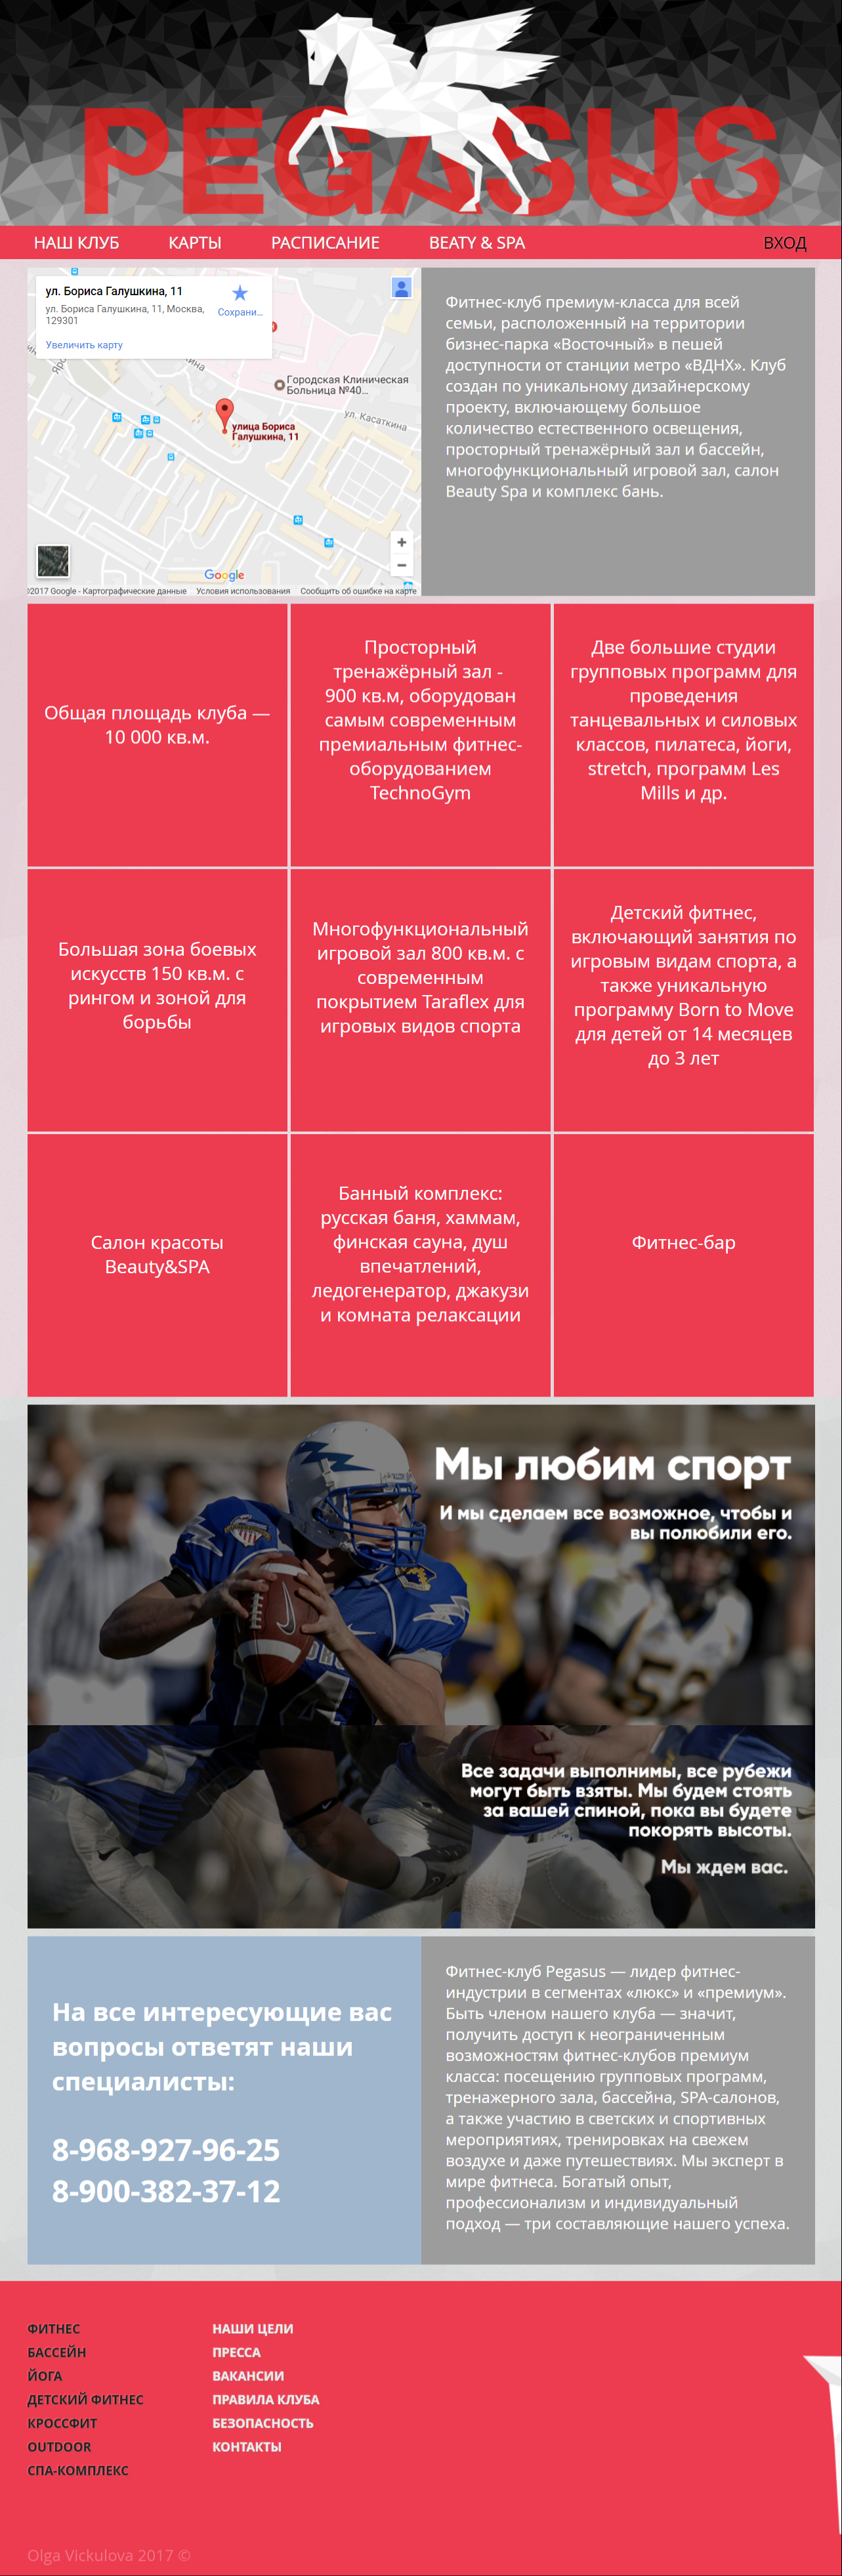 PEGASUS
НАШ КЛУБ
КАРТЫ
РАСПИСАНИЕ
BEATY & SPA
ВХОД
ул. Бориса Галушкина, 11
ул. Бориса Галушкина, 11, Москва,
129301
Сохрани...
Увеличить карту
Городская Клиническая
Больница №40...
ул. Касаткина
улица Бориса
Галушкина, 11
Google
2017 Google - Картографические данные
Условия использования
Сообщить об ошибке на карте
Фитнес-клуб премиум-класса для всей
семьи, расположенный на территории
бизнес-парка «Восточный» в пешей
доступности от станции метро «ВДНХ». Клуб
создан по уникальному дизайнерскому
проекту, включающему большое
количество естественного освещения,
просторный тренажёрный зал и бассейн,
многофункциональный игровой зал, салон
Beauty Spa и комплекс бань.
Общая площадь клуба —
10 000 кв.м.
Просторный
тренажёрный зал -
900 кв.м, оборудован
самым современным
премиальным фитнес-
оборудованием
TechnoGym
Две большие студии
групповых программ для
проведения
танцевальных и силовых
классов, пилатеса, йоги,
stretch, программ Les
Mills и др.
Большая зона боевых
искусств 150 кв.м. с
рингом и зоной для
борьбы
Многофункциональный
игровой зал 800 кв.м. с
современным
покрытием Taraflex для
игровых видов спорта
Детский фитнес,
включающий занятия по
игровым видам спорта, а
также уникальную
программу Born to Move
для детей от 14 месяцев
до 3 лет
Салон красоты
Beauty&SPA
Банный комплекс:
русская баня, хаммам,
финская сауна, душ
впечатлений,
ледогенератор, джакузи
и комната релаксации
Фитнес-бар
Мы любим спорт
И мы сделаем все возможное, чтобы и
вы полюбили его.
Все задачи выполнимы, все рубежи
могут быть взяты. Мы будем стоять
за вашей спиной, пока вы будете
покорять высоты.
Мы ждем вас.
На все интересующие вас
вопросы ответят наши
специалисты:
8-968-927-96-25
8-900-382-37-12
Фитнес-клуб Pegasus — лидер фитнес-
индустрии в сегментах «люкс» и «премиум».
Быть членом нашего клуба — значит,
получить доступ к неограниченным
возможностям фитнес-клубов премиум
класса: посещению групповых программ,
тренажерного зала, бассейна, SPA-салонов,
а также участию в светских и спортивных
мероприятиях, тренировках на свежем
воздухе и даже путешествиях. Мы эксперт в
мире фитнеса. Богатый опыт,
профессионализм и индивидуальный
подход — три составляющие нашего успеха.
ФИТНЕС
БАССЕЙН
ЙОГА
ДЕТСКИЙ ФИТНЕС
КРОССФИТ
OUTDOOR
СПА-КОМПЛЕКС
НАШИ ЦЕЛИ
ПРЕССА
ВАКАНСИИ
ПРАВИЛА КЛУБА
БЕЗОПАСНОСТЬ
КОНТАКТЫ
Olga Vickulova 2017 ©